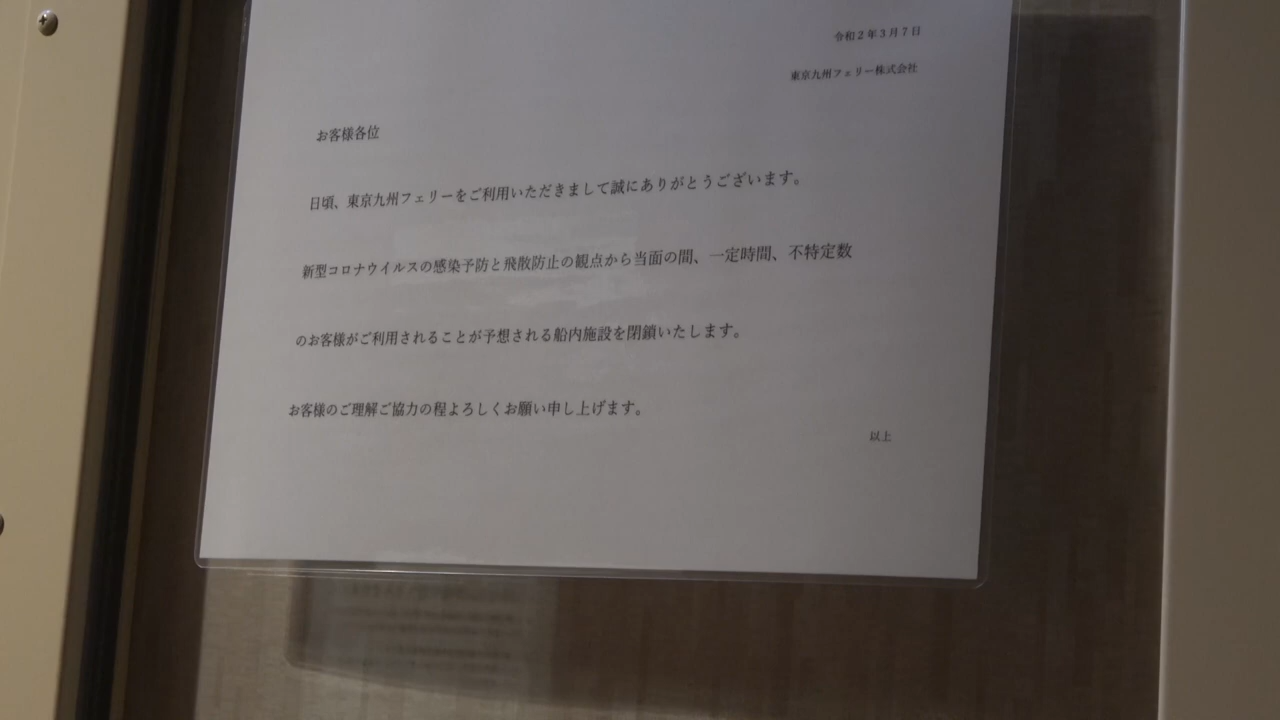 令和2年3月7日
東京九州フェリー株式会社
お客様各位
日頃、東京九州フェリーをご利用いただきまして誠にありがとうございます。
新型コロナウイルスの感染予防と飛散防止の観点から当面の間、一定時間、不特定数
のお客様がご利用されることが予想される船内施設を閉鎖いたします。
お客様のご理解ご協力の程よろしくお願い申し上げます。
以上